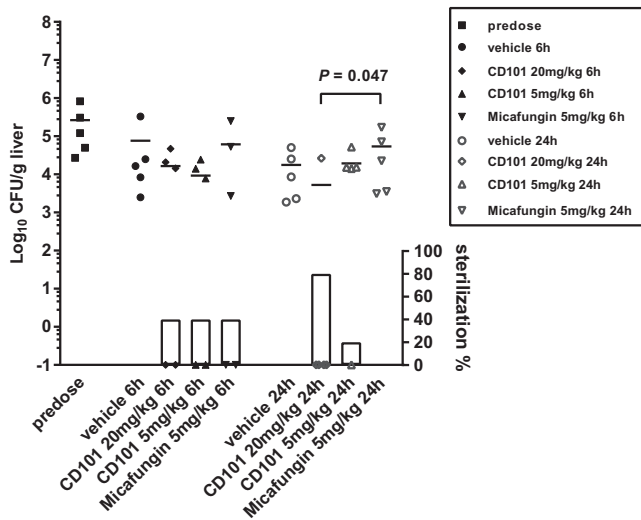 8
7
6
5
4
3
2
1
0
-1
Log10 CFU/g liver
P = 0.047
100
80
60
40
20
0
sterilization %
predose
vehicle 6h
CD101 20mg/kg 6h
CD101 5mg/kg 6h
Micafungin 5mg/kg 6h
vehicle 24h
CD101 20mg/kg 24h
CD101 5mg/kg 24h
Micafungin 5mg/kg 24h
predose
vehicle 6h
CD101 20mg/kg 6h
CD101 5mg/kg 6h
Micafungin 5mg/kg 6h
vehicle 24h
CD101 20mg/kg 24h
CD101 5mg/kg 24h
Micafungin 5mg/kg 24h